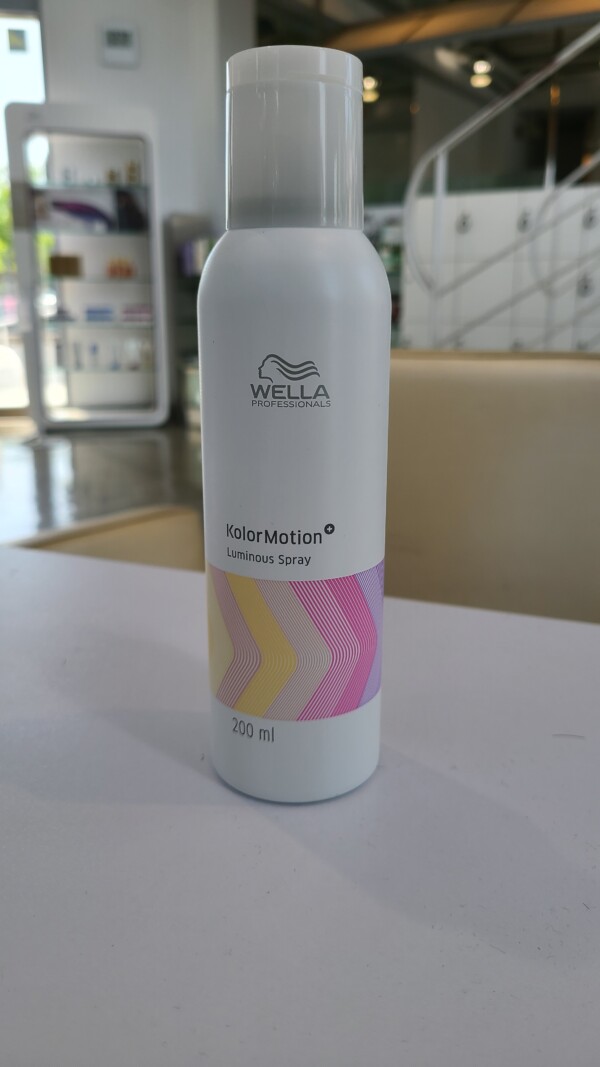 WELLA
PROFESSIONALS
KolorMotion+
Luminous Spray
200 ml